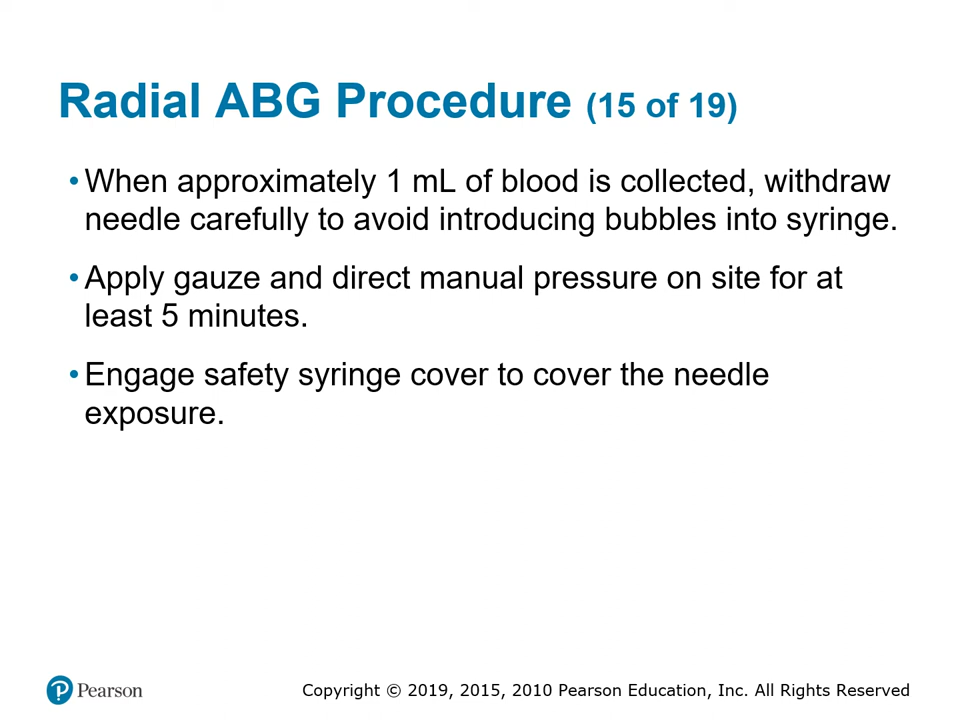 Radial ABG Procedure (15 of 19)
• When approximately 1 mL of blood is collected, withdraw
needle carefully to avoid introducing bubbles into syringe.
• Apply gauze and direct manual pressure on site for at
least 5 minutes.
• Engage safety syringe cover to cover the needle
exposure.
Pearson
Copyright © 2019, 2015, 2010 Pearson Education, Inc. All Rights Reserved